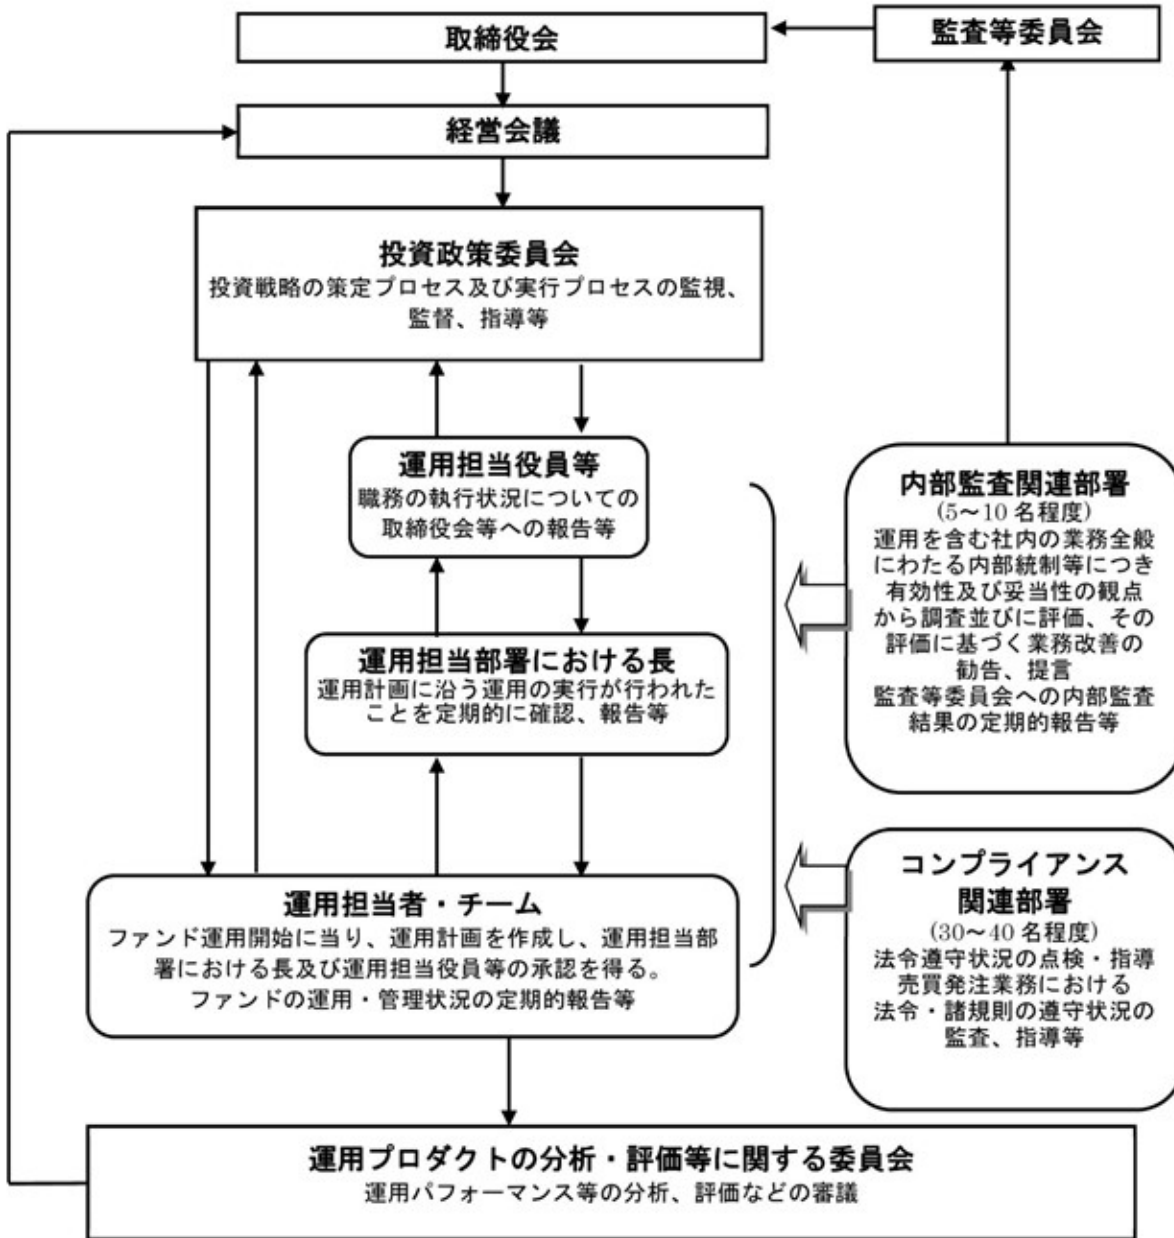 取締役会
監査等委員会
経営会議
投資政策委員会
投資戦略の策定プロセス及び実行プロセスの監視、
監督、指導等
運用担当役員等
職務の執行状況についての
取締役会等への報告等
運用担当部署における長
運用計画に沿う運用の実行が行われた
ことを定期的に確認、報告等
運用担当者・チーム
ファンド運用開始に当り、運用計画を作成し、運用担当部
署における長及び運用担当役員等の承認を得る。
ファンドの運用・管理状況の定期的報告等
内部監査関連部署
(5～10 名程度)
運用を含む社内の業務全般
にわたる内部統制等につき
有効性及び妥当性の観点
から調査並びに評価、その
評価に基づく業務改善の
勧告、提言
監査等委員会への内部監査
結果の定期的報告等
コンプライアンス
関連部署
(30～40 名程度)
法令遵守状況の点検・指導
売買発注業務における
法令・諸規則の遵守状況の
監査、指導等
運用プロダクトの分析・評価等に関する委員会
運用パフォーマンス等の分析、評価などの審議